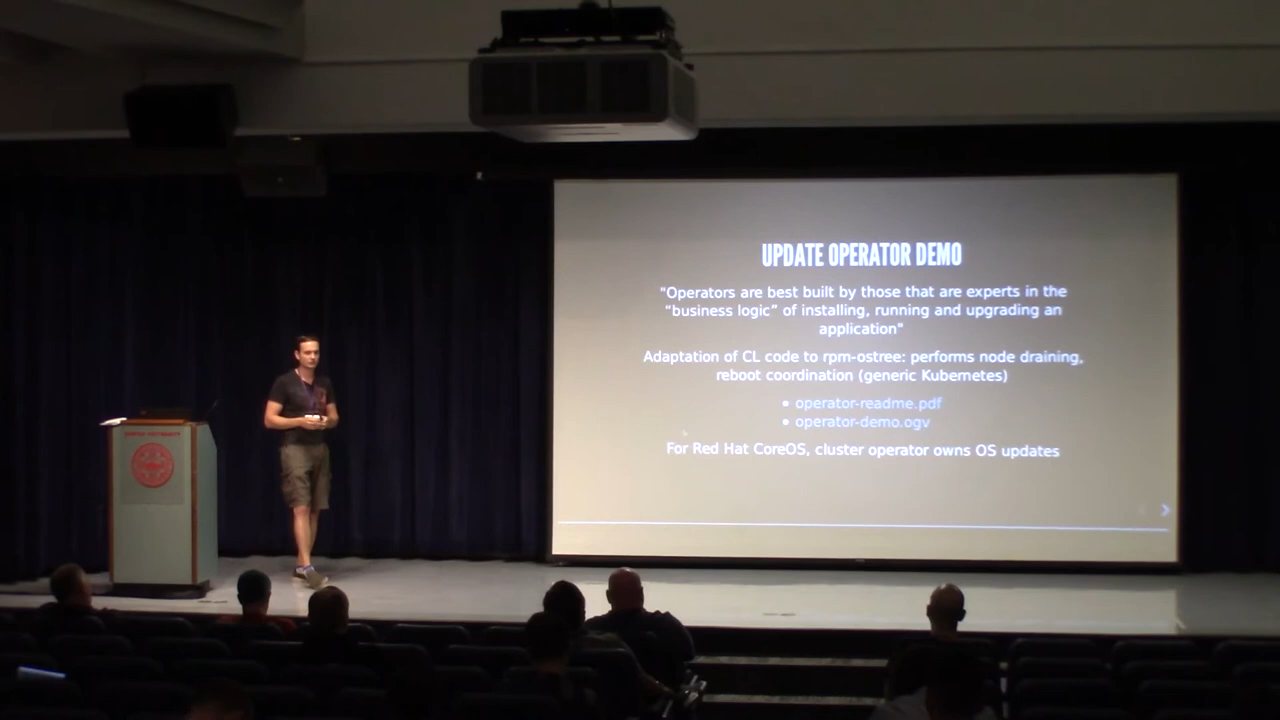 UPDATE OPERATOR DEMO
"Operators are best built by those that are experts in the
“business logic” of installing, running and upgrading an
application"
Adaptation of CL code to rpm-ostree: performs node draining,
reboot coordination (generic Kubernetes)
• operator-readme.pdf
• operator-demo.ogv
For Red Hat CoreOS, cluster operator owns OS updates